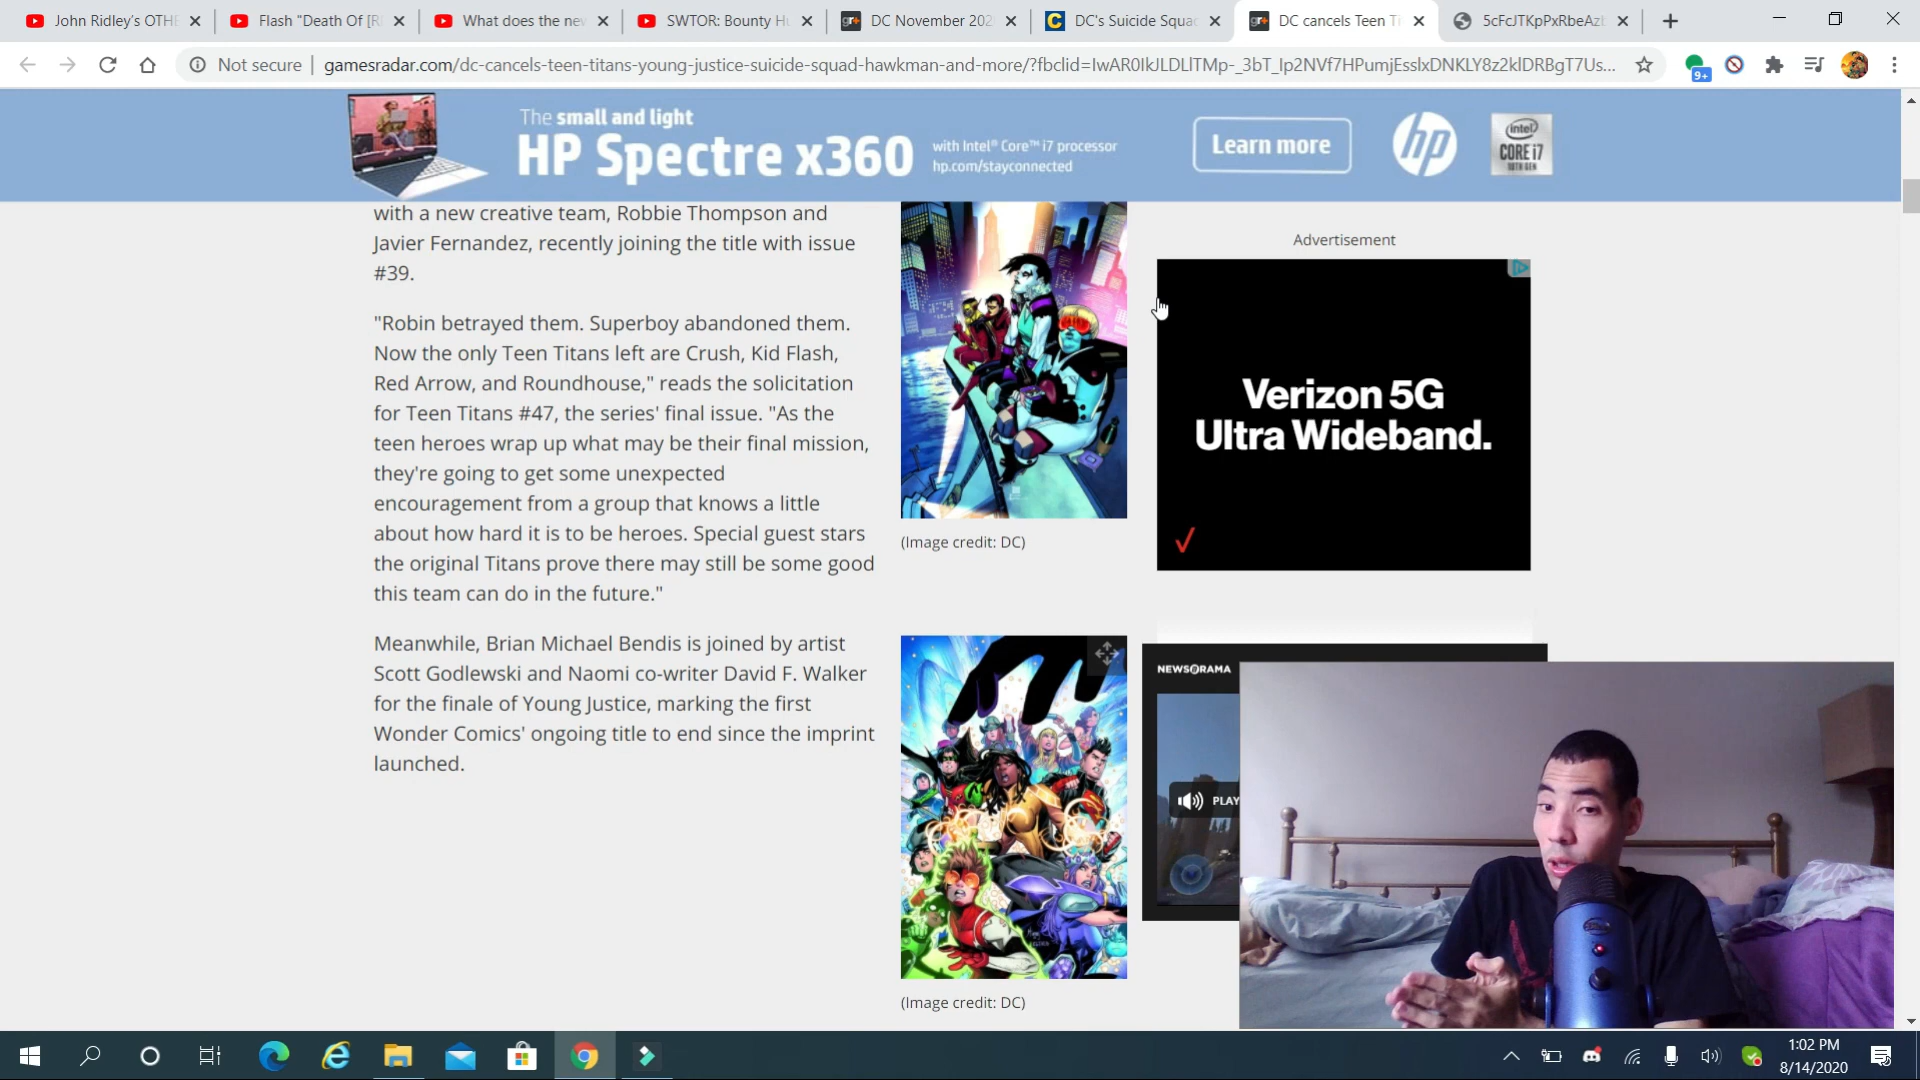 John Ridley's OTHE
Flash "Death Of [R
What does the nev
SWTOR: Bounty H
DC November 202
DC's Suicide Squa
DC cancels Teen Ti
5cFcJTKpPxRbeAzb
Not secure
gamesradar.com/dc-cancels-teen-titans-young-justice-suicide-squad-hawkman-and-more/?fbclid=IwAR0IkJLDLlTMp-_3bT_Ip2NVf7HPumjEsslxDNKLY8z2klDRBgT7Us...
9+
The small and light
HP Spectre x360
with Intel® Core™ i7 processor
hp.com/stayconnected
Learn more
hp
intel
CORE i7
10TH GEN
with a new creative team, Robbie Thompson and
Javier Fernandez, recently joining the title with issue
#39.
"Robin betrayed them. Superboy abandoned them.
Now the only Teen Titans left are Crush, Kid Flash,
Red Arrow, and Roundhouse," reads the solicitation
for Teen Titans #47, the series' final issue. "As the
teen heroes wrap up what may be their final mission,
they're going to get some unexpected
encouragement from a group that knows a little
about how hard it is to be heroes. Special guest stars
the original Titans prove there may still be some good
this team can do in the future."
(Image credit: DC)
Meanwhile, Brian Michael Bendis is joined by artist
Scott Godlewski and Naomi co-writer David F. Walker
for the finale of Young Justice, marking the first
Wonder Comics' ongoing title to end since the imprint
launched.
(Image credit: DC)
Advertisement
Verizon 5G
Ultra Wideband.
NEWSARAMA
PLAY
1:02 PM
8/14/2020